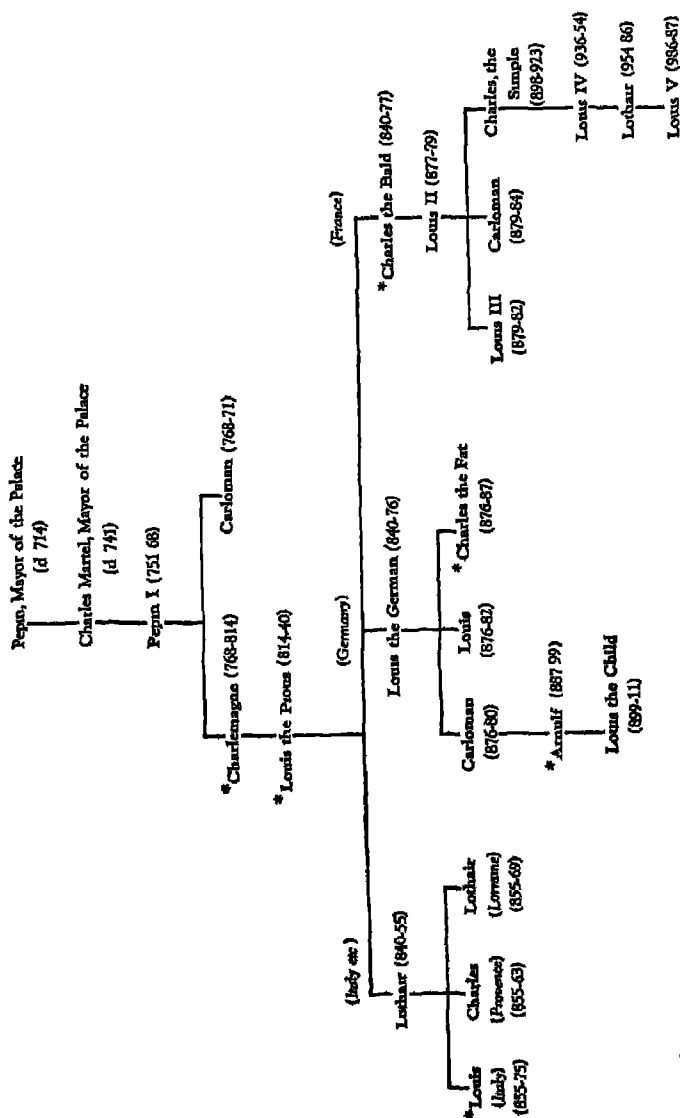 Pepin, Mayor of the Palace
(d 714)
Charles Martel, Mayor of the Palace
(d 741)
Pepin I (751 68)
*Charlemagne (768-814)
Carloman (768-71)
*Louis the Pious (814-40)
(Italy etc)
(Germany)
(France)
Lothair (840-55)
Louis the German (840-76)
*Charles the Bald (840-77)
Louis II (877-79)
*Louis
(Italy)
(855-75)
Charles
(Provence)
(855-63)
Lothair
(Lorraine)
(855-69)
Carloman
(876-80)
Louis
(876-82)
*Charles the Fat
(876-87)
Louis III
(879-82)
Carloman
(879-84)
Charles, the
Simple
(898-923)
*Arnulf (887 99)
Louis the Child
(899-11)
Louis IV (936-54)
Lothair (954 86)
Louis V (986-87)